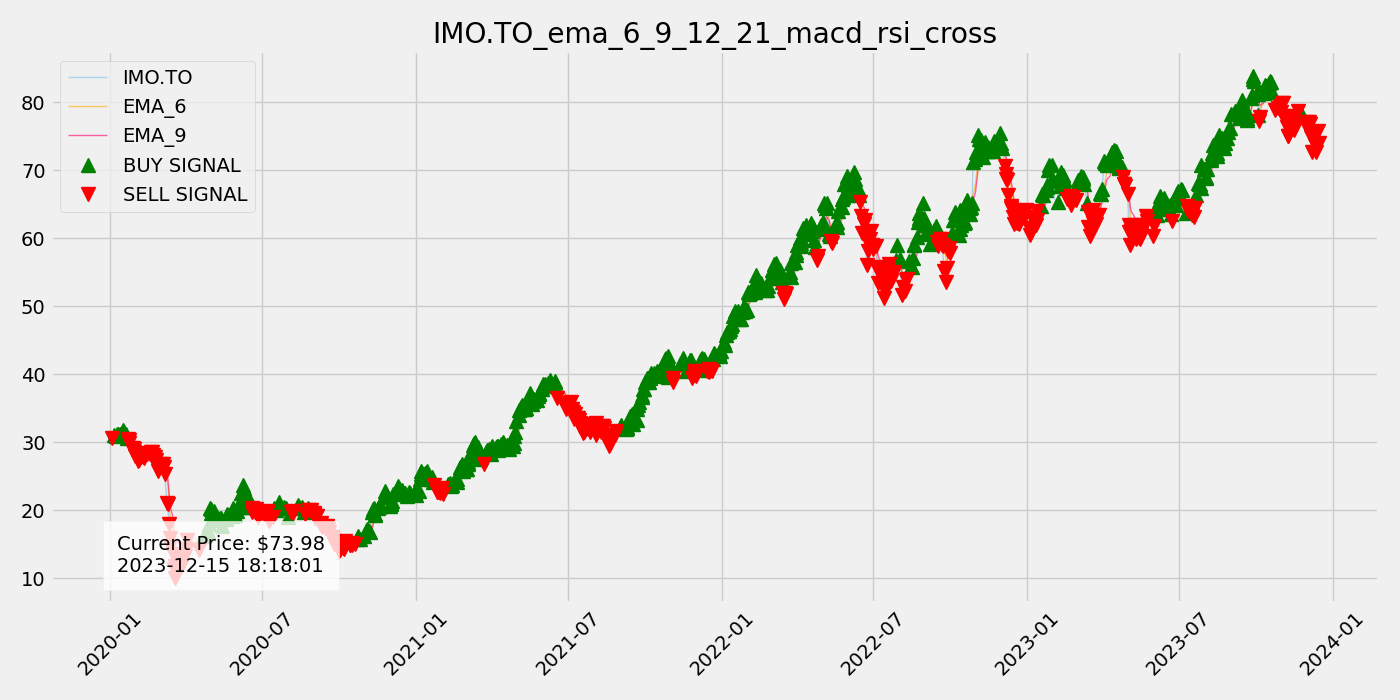 IMO.TO_ema_6_9_12_21_macd_rsi_cross
IMO.TO
EMA_6
EMA_9
BUY SIGNAL
SELL SIGNAL
80
70
60
50
40
30
20
10
Current Price: $73.98
2023-12-15 18:18:01
2020-01
2020-07
2021-01
2021-07
2022-01
2022-07
2023-01
2023-07
2024-01